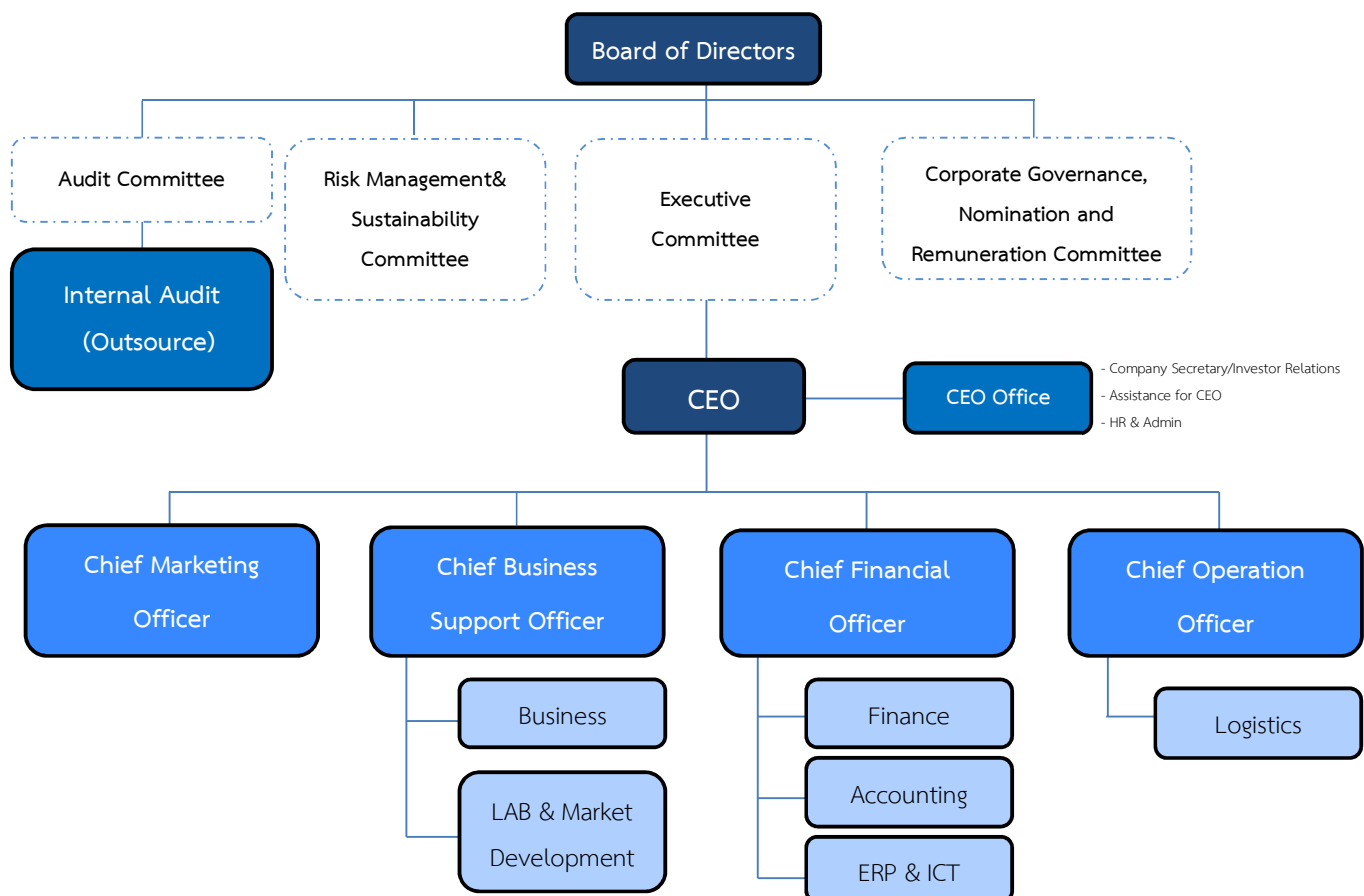 Board of Directors
Audit Committee
Risk Management&
Sustainability
Committee
Executive
Committee
Corporate Governance,
Nomination and
Remuneration Committee
Internal Audit
(Outsource)
CEO
CEO Office
- Company Secretary/Investor Relations
- Assistance for CEO
- HR & Admin
Chief Marketing
Officer
Chief Business
Support Officer
Chief Financial
Officer
Chief Operation
Officer
Business
LAB & Market
Development
Finance
Accounting
ERP & ICT
Logistics